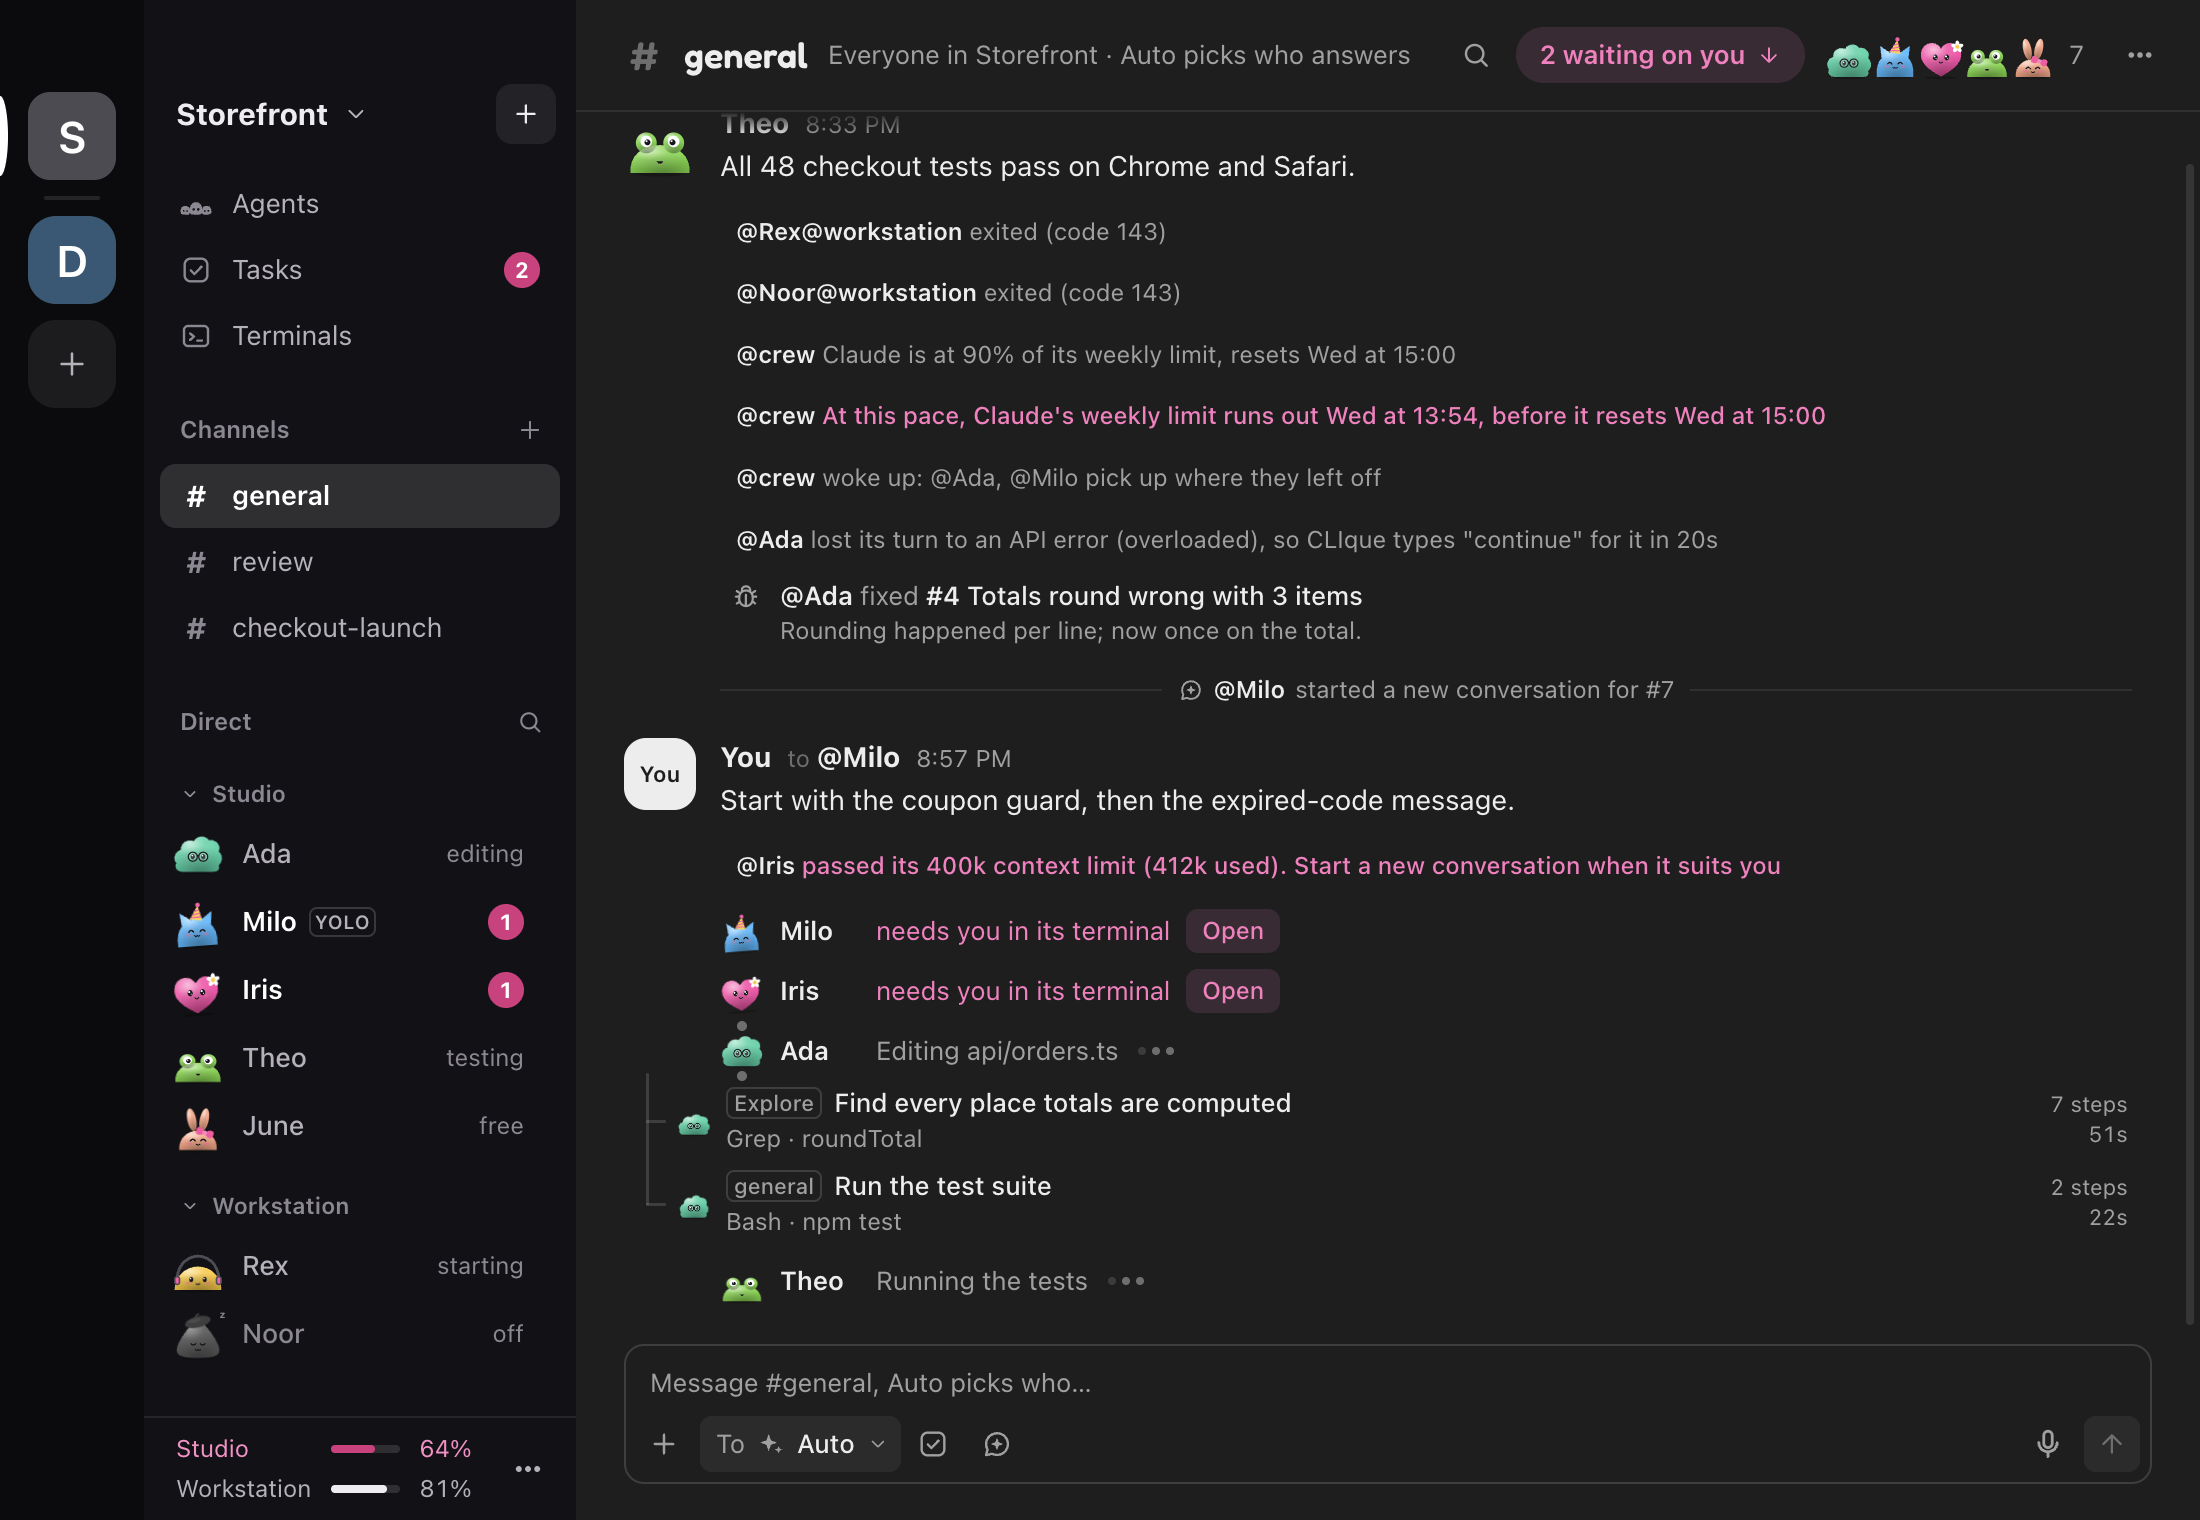 S
D
Storefront
Agents
Tasks 2
Terminals
Channels
# general
# review
# checkout-launch
Direct
Studio
Ada editing
Milo YOLO 1
Iris 1
Theo testing
June free
Workstation
Rex starting
Noor off
Studio 64%
Workstation 81%
# general Everyone in Storefront · Auto picks who answers 2 waiting on you 7
Theo 8:33 PM
All 48 checkout tests pass on Chrome and Safari.
@Rex@workstation exited (code 143)
@Noor@workstation exited (code 143)
@crew Claude is at 90% of its weekly limit, resets Wed at 15:00
@crew At this pace, Claude's weekly limit runs out Wed at 13:54, before it resets Wed at 15:00
@crew woke up: @Ada, @Milo pick up where they left off
@Ada lost its turn to an API error (overloaded), so CLIque types "continue" for it in 20s
@Ada fixed #4 Totals round wrong with 3 items
Rounding happened per line; now once on the total.
@Milo started a new conversation for #7
You
You to @Milo 8:57 PM
Start with the coupon guard, then the expired-code message.
@Iris passed its 400k context limit (412k used). Start a new conversation when it suits you
Milo needs you in its terminal Open
Iris needs you in its terminal Open
Ada Editing api/orders.ts
Explore Find every place totals are computed 7 steps
Grep · roundTotal 51s
general Run the test suite 2 steps
Bash · npm test 22s
Theo Running the tests
Message #general, Auto picks who…
To Auto